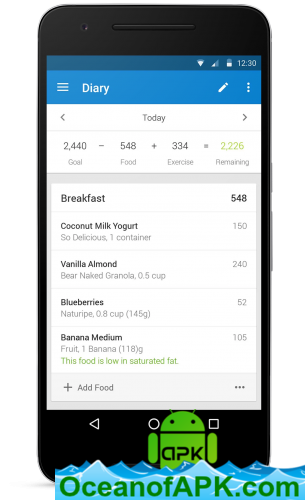 12:30
Diary
Today
2,440 – 548 + 334 = 2,226
Goal Food Exercise Remaining
Breakfast 548
Coconut Milk Yogurt 150
So Delicious, 1 container
Vanilla Almond 240
Bear Naked Granola, 0.5 cup
Blueberries 52
Naturipe, 0.8 cup (145g)
Banana Medium 105
Fruit, 1 Banana (118)g
This food is low in saturated fat.
+ Add Food
APK
OceanofAPK.com